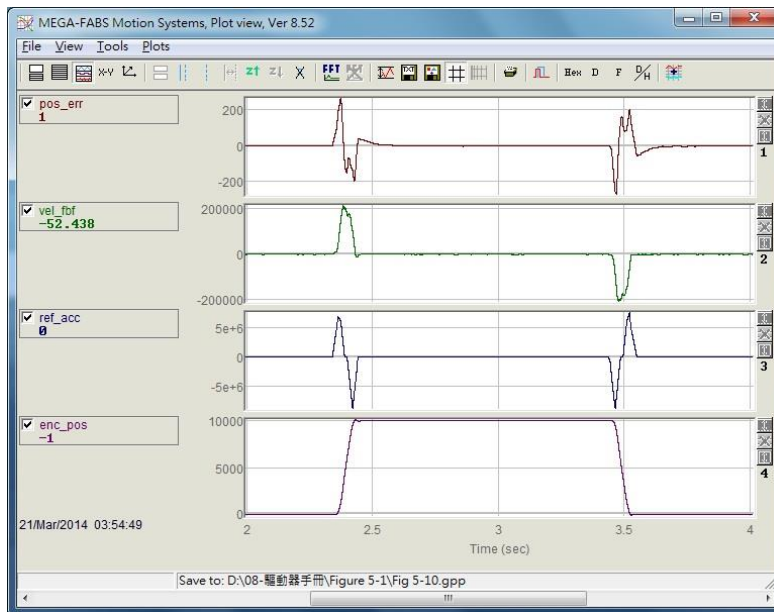 MEGA-FABS Motion Systems, Plot view, Ver 8.52
File View Tools Plots
X-Y FFT Hex D F D/H
pos_err
1
200
0
-200
1
vel_fbf
-52.438
200000
0
-200000
2
ref_acc
0
5e+6
0
-5e+6
3
enc_pos
-1
10000
5000
0
4
21/Mar/2014 03:54:49
2 2.5 3 3.5 4
Time (sec)
Save to: D:\08-驅動器手冊\Figure 5-1\Fig 5-10.gpp